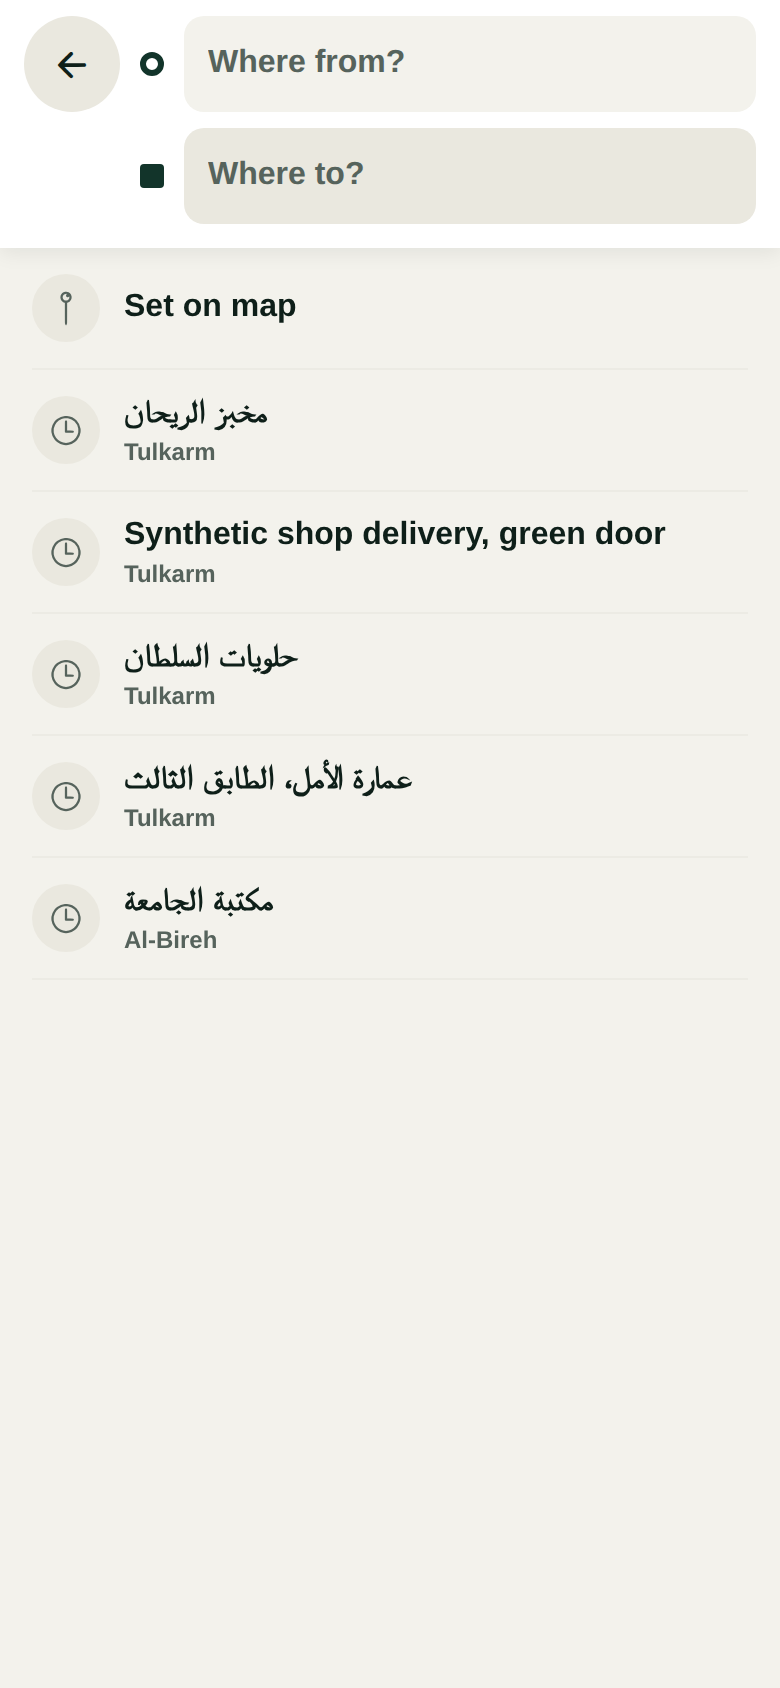 Where from?
Where to?
Set on map
مخبز الريحان
Tulkarm
Synthetic shop delivery, green door
Tulkarm
حلويات السلطان
Tulkarm
عمارة الأمل، الطابق الثالث
Tulkarm
مكتبة الجامعة
Al-Bireh